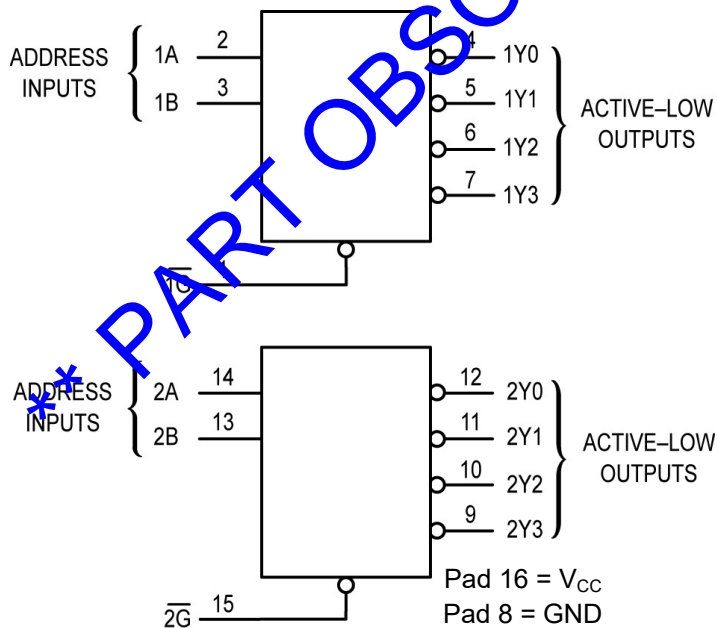 ** PART OBSO
ADDRESS
INPUTS
1A 2
1B 3
4 1Y0
5 1Y1
6 1Y2
7 1Y3
ACTIVE–LOW
OUTPUTS
1G
ADDRESS
INPUTS
2A 14
2B 13
12 2Y0
11 2Y1
10 2Y2
9 2Y3
ACTIVE–LOW
OUTPUTS
2G 15
Pad 16 = VCC
Pad 8 = GND